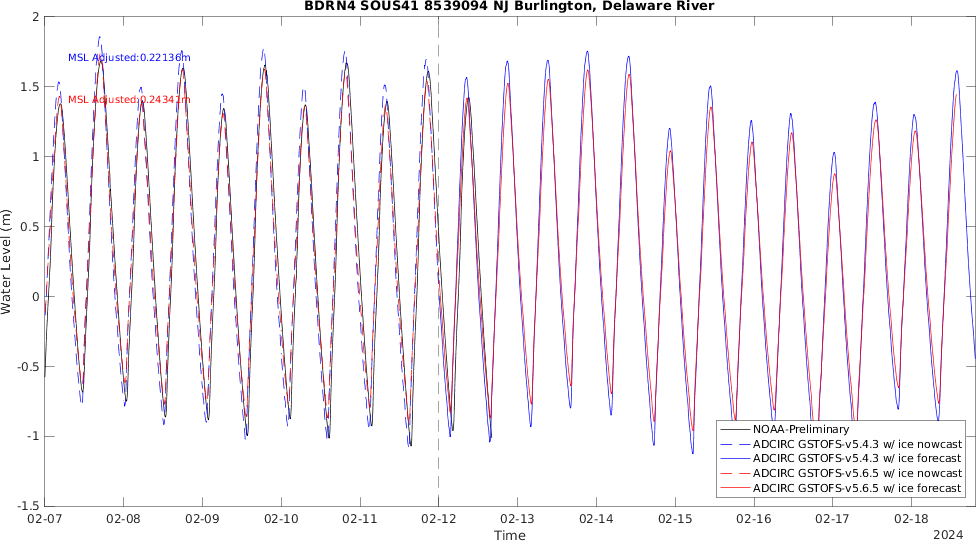 BDRN4 SOUS41 8539094 NJ Burlington, Delaware River
MSL Adjusted:0.22136m
MSL Adjusted:0.24341m
Water Level (m)
2
1.5
1
0.5
0
-0.5
-1
-1.5
NOAA-Preliminary
ADCIRC GSTOFS-v5.4.3 w/ ice nowcast
ADCIRC GSTOFS-v5.4.3 w/ ice forecast
ADCIRC GSTOFS-v5.6.5 w/ ice nowcast
ADCIRC GSTOFS-v5.6.5 w/ ice forecast
02-07 02-08 02-09 02-10 02-11 02-12 02-13 02-14 02-15 02-16 02-17 02-18
Time
2024